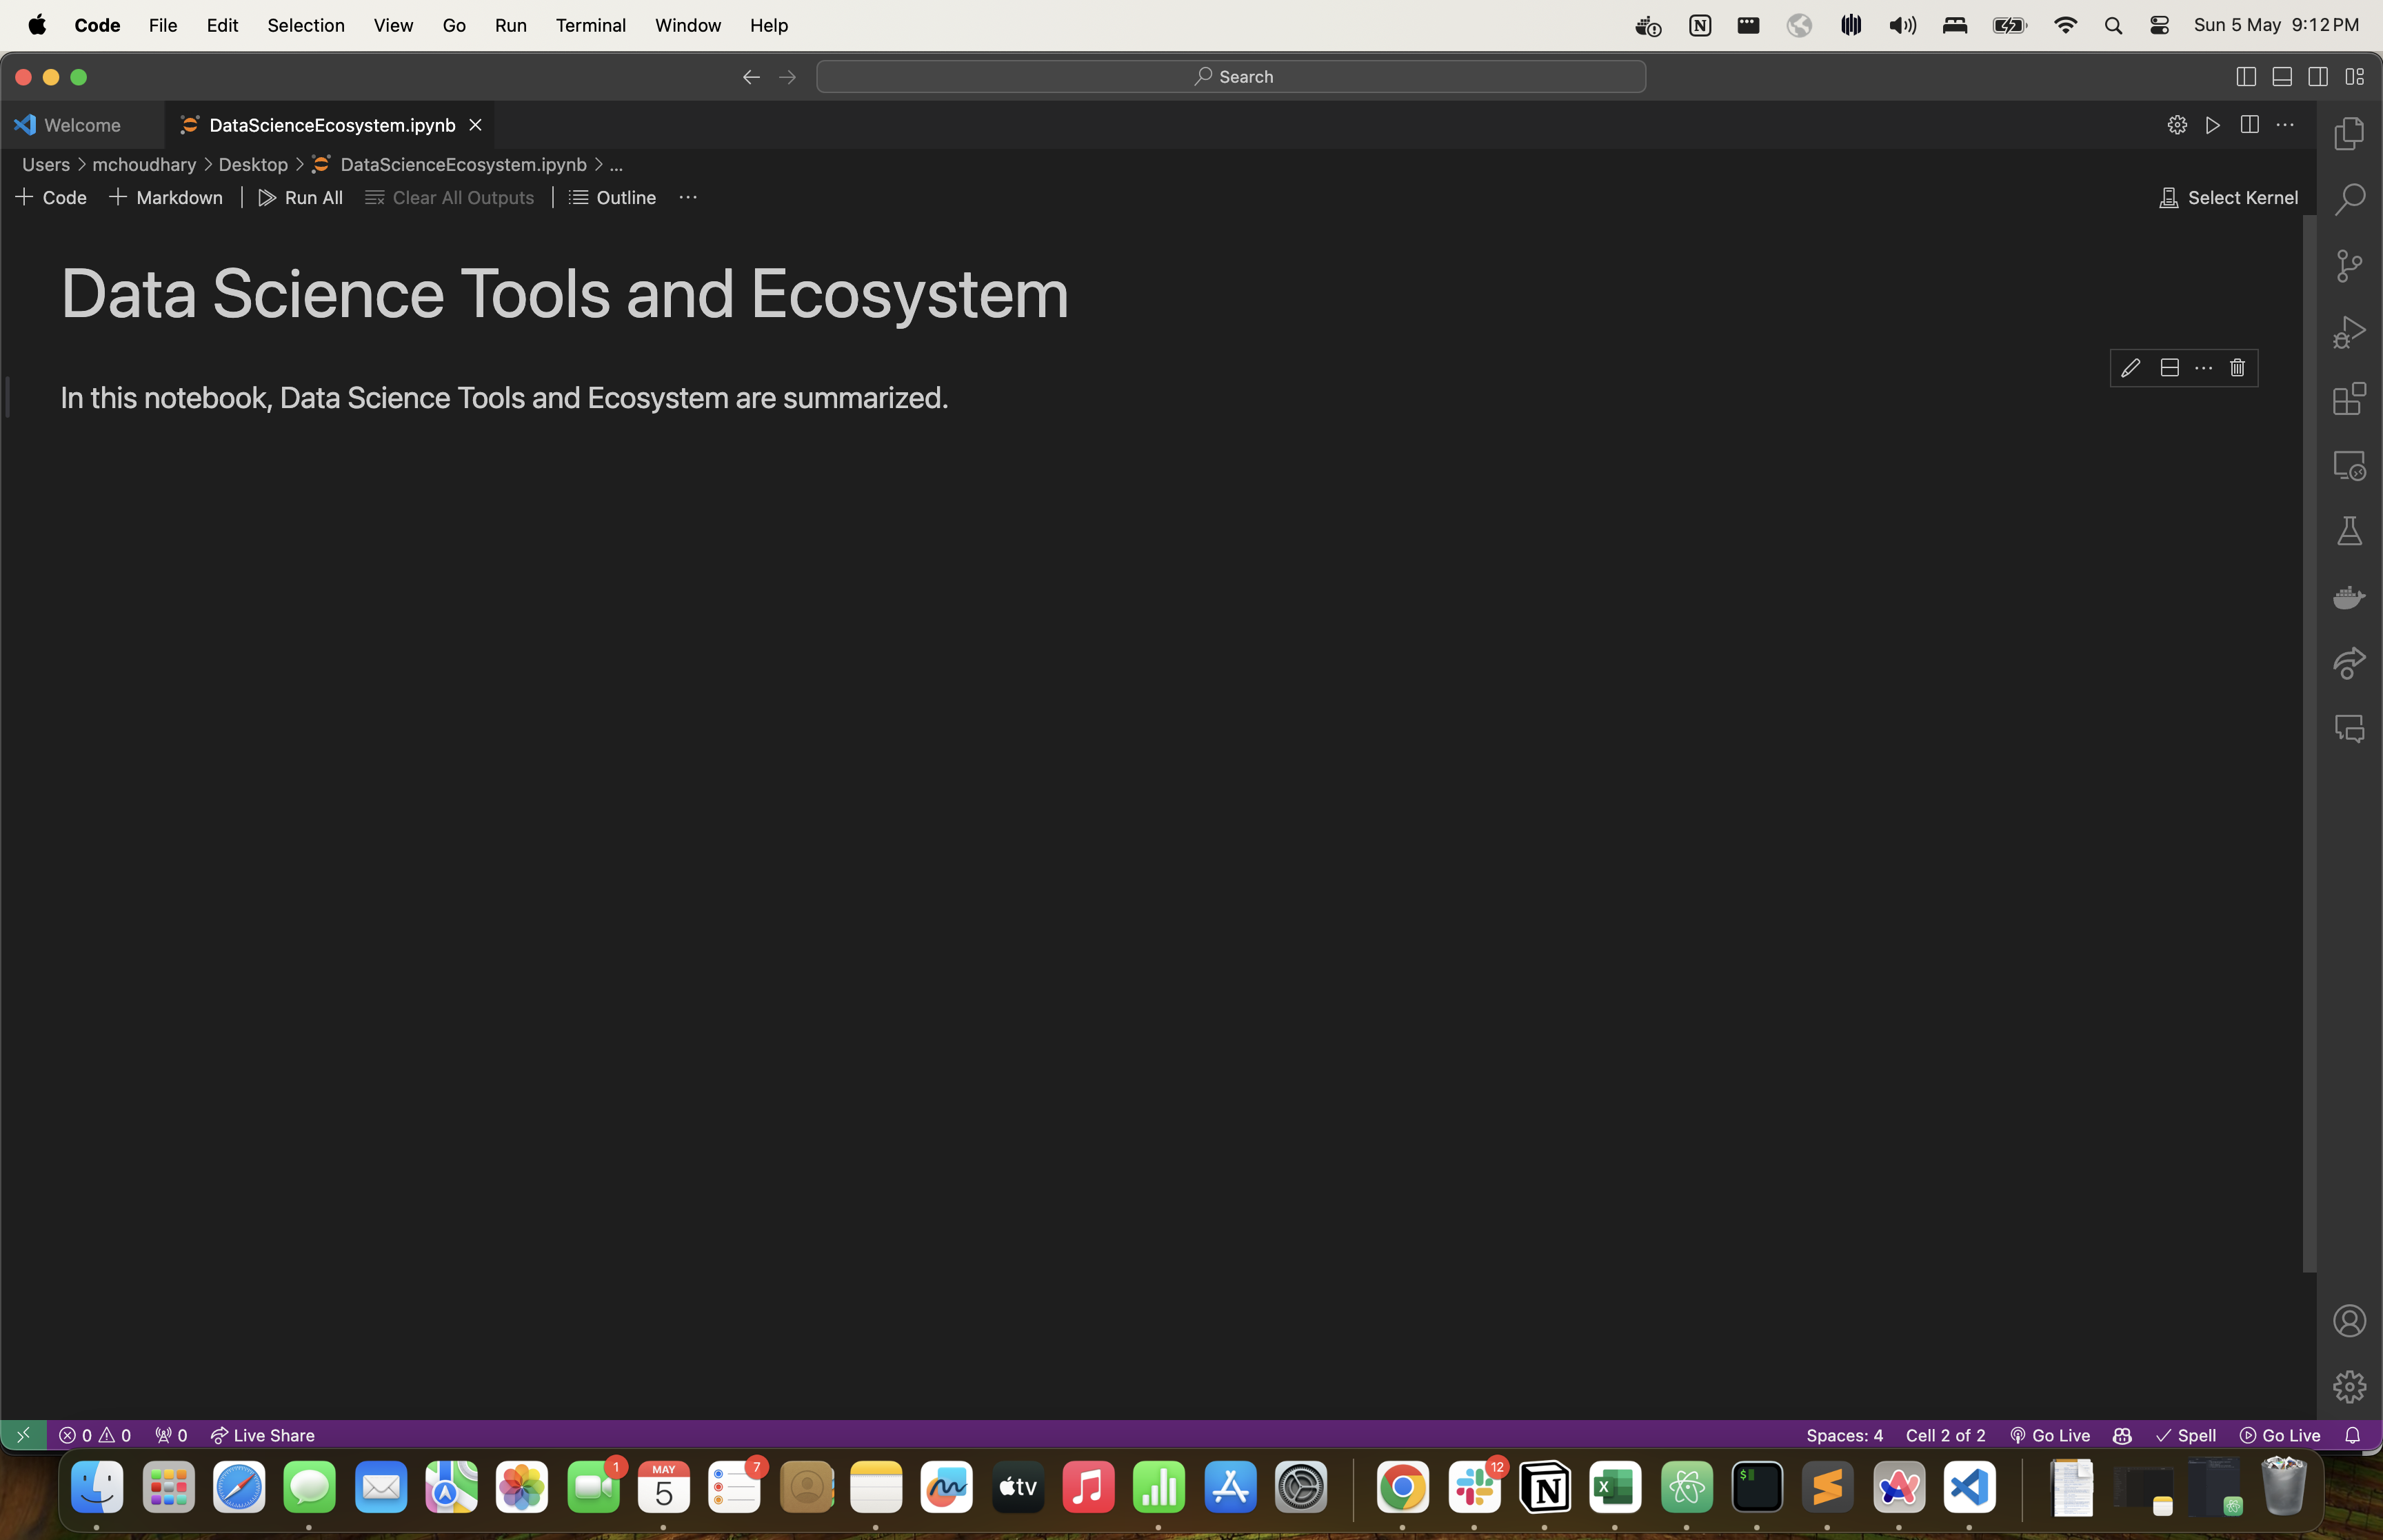 Code File Edit Selection View Go Run Terminal Window Help Sun 5 May 9:12 PM
Search
Welcome DataScienceEcosystem.ipynb
Users > mchoudhary > Desktop > DataScienceEcosystem.ipynb > ...
+ Code + Markdown | Run All Clear All Outputs | Outline ... Select Kernel
Data Science Tools and Ecosystem
In this notebook, Data Science Tools and Ecosystem are summarized.
0 0 0 Live Share Spaces: 4 Cell 2 of 2 Go Live Spell Go Live
1 MAY 7 12
5 tv N X $